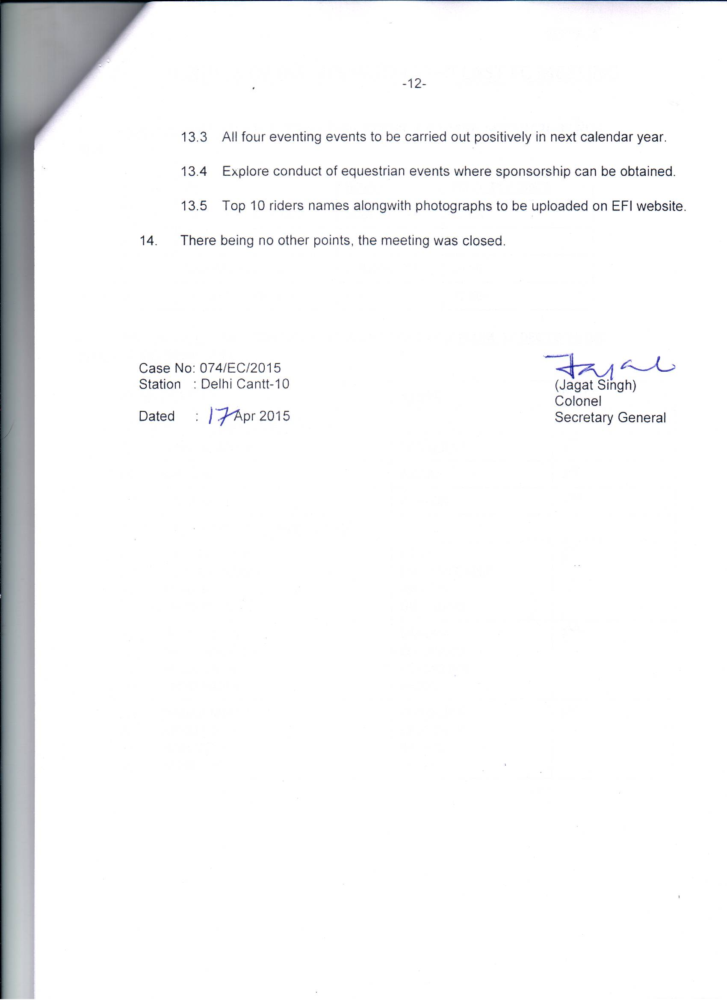 -12-
13.3 All four eventing events to be carried out positively in next calendar year.
13.4 Explore conduct of equestrian events where sponsorship can be obtained.
13.5 Top 10 riders names alongwith photographs to be uploaded on EFI website.
14. There being no other points, the meeting was closed.
Case No: 074/EC/2015
Station : Delhi Cantt-10
Dated : 17 Apr 2015
Jagat
(Jagat Singh)
Colonel
Secretary General